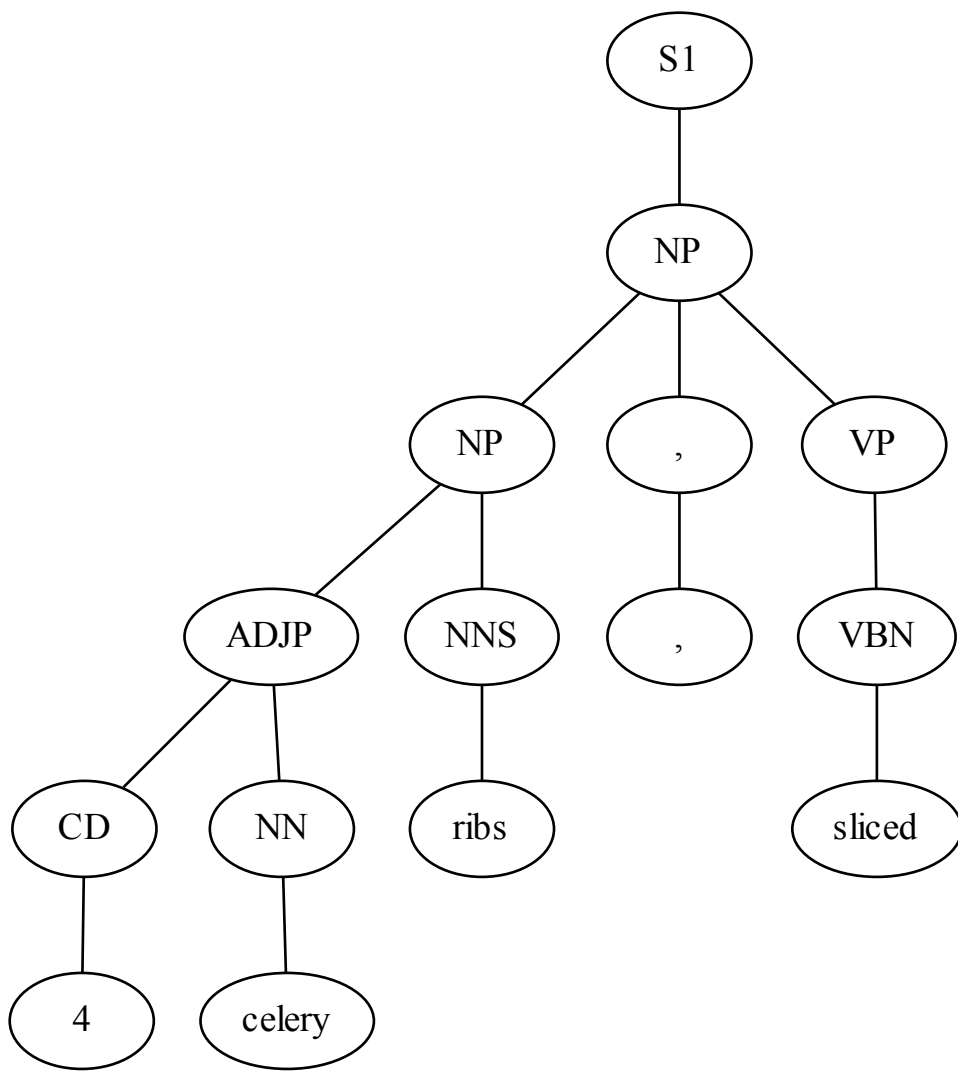 S1
NP
NP , VP
ADJP NNS , VBN
CD NN ribs sliced
4 celery